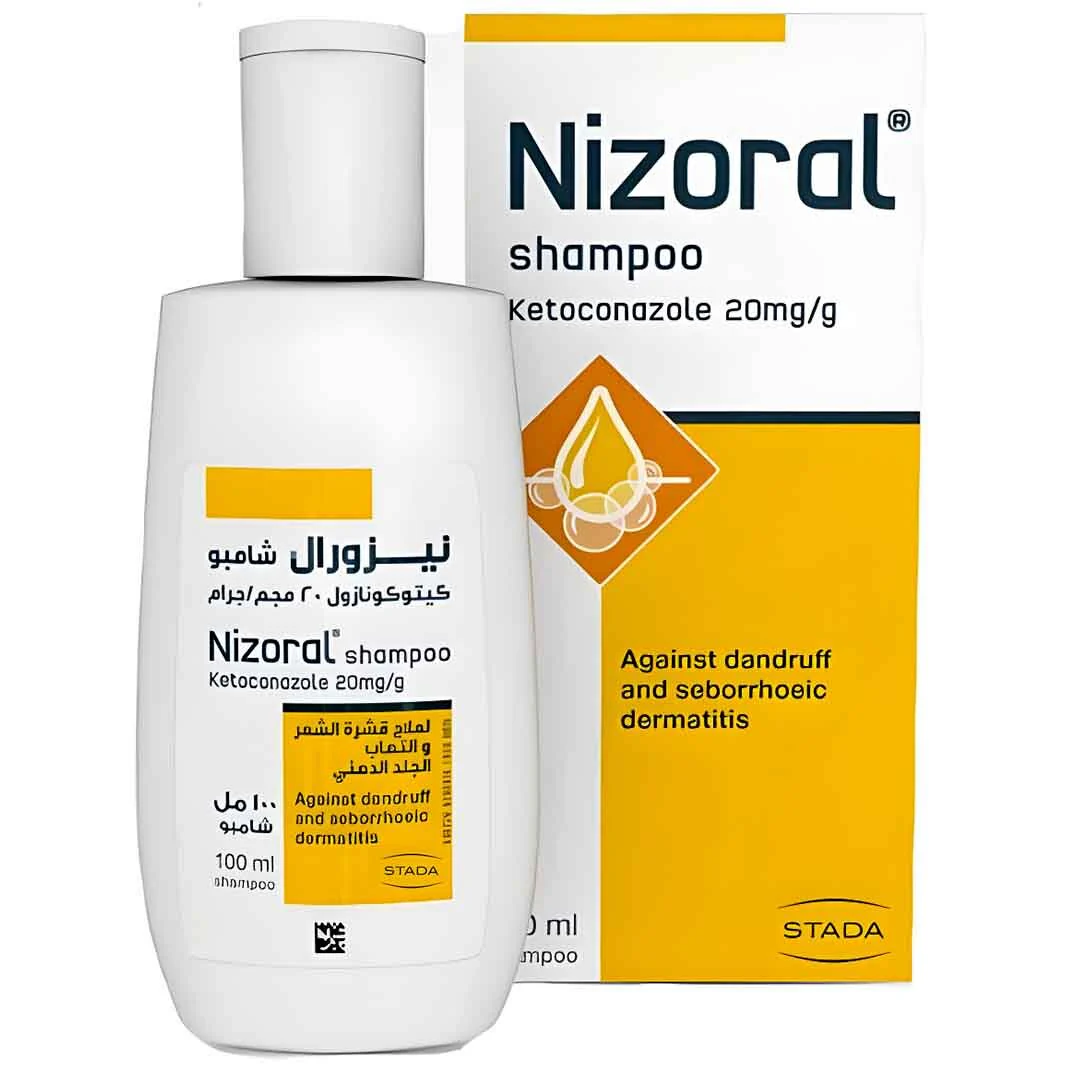 Nizoral®
shampoo
Ketoconazole 20mg/g
Against dandruff
and seborrhoeic
dermatitis
ml
STADA
نيزورال شامبو
كيتوكونازول ٢٠ مجم/جرام
Nizoral® shampoo
Ketoconazole 20mg/g
لعلاج قشرة الشعر
و التهاب
الجلد الدهني
Against dandruff
and seborrhoeic
dermatitis
STADA
١٠٠ مل
شامبو
100 ml
shampoo